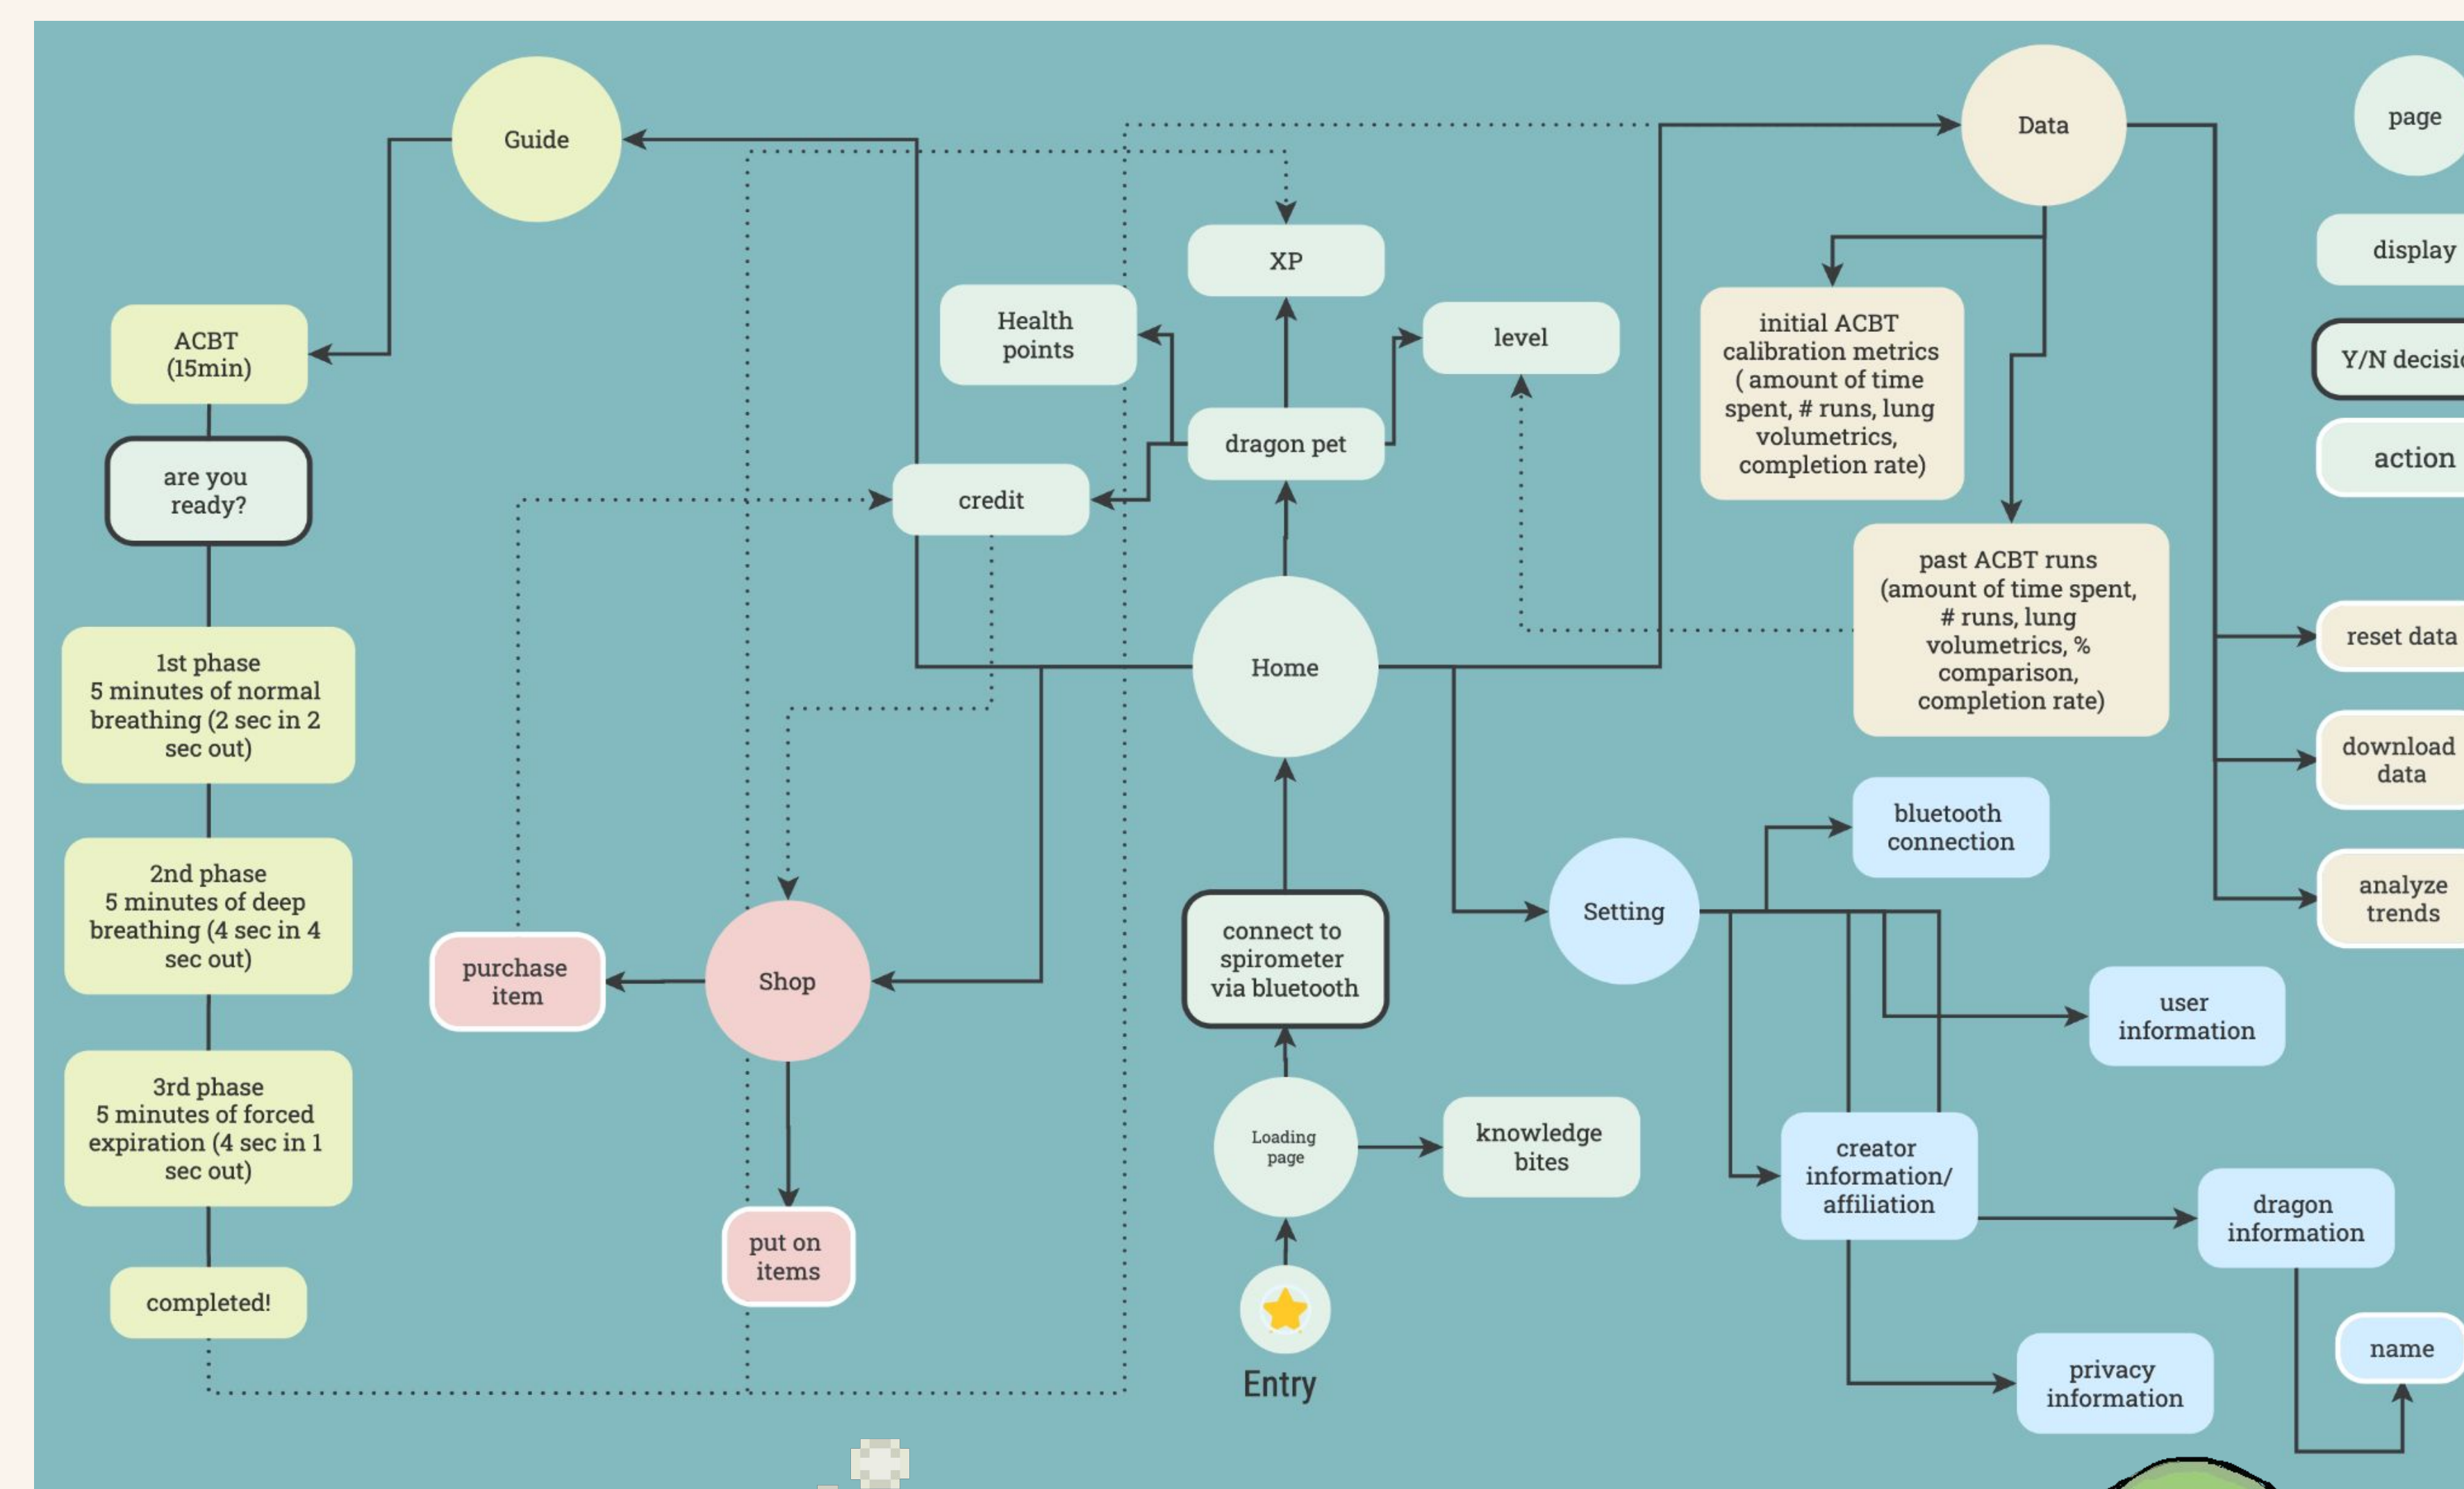 Guide
ACBT
(15min)
are you
ready?
1st phase
5 minutes of normal
breathing (2 sec in 2
sec out)
2nd phase
5 minutes of deep
breathing (4 sec in 4
sec out)
3rd phase
5 minutes of forced
expiration (4 sec in 1
sec out)
completed!
purchase
item
Shop
put on
items
XP
Health
points
level
dragon pet
credit
Home
connect to
spirometer
via bluetooth
Loading
page
knowledge
bites
Entry
Data
initial ACBT
calibration metrics
( amount of time
spent, # runs, lung
volumetrics,
completion rate)
past ACBT runs
(amount of time spent,
# runs, lung
volumetrics, %
comparison,
completion rate)
Setting
bluetooth
connection
user
information
creator
information/
affiliation
dragon
information
privacy
information
name
page
display
Y/N
action
reset data
download
data
analyze
trends